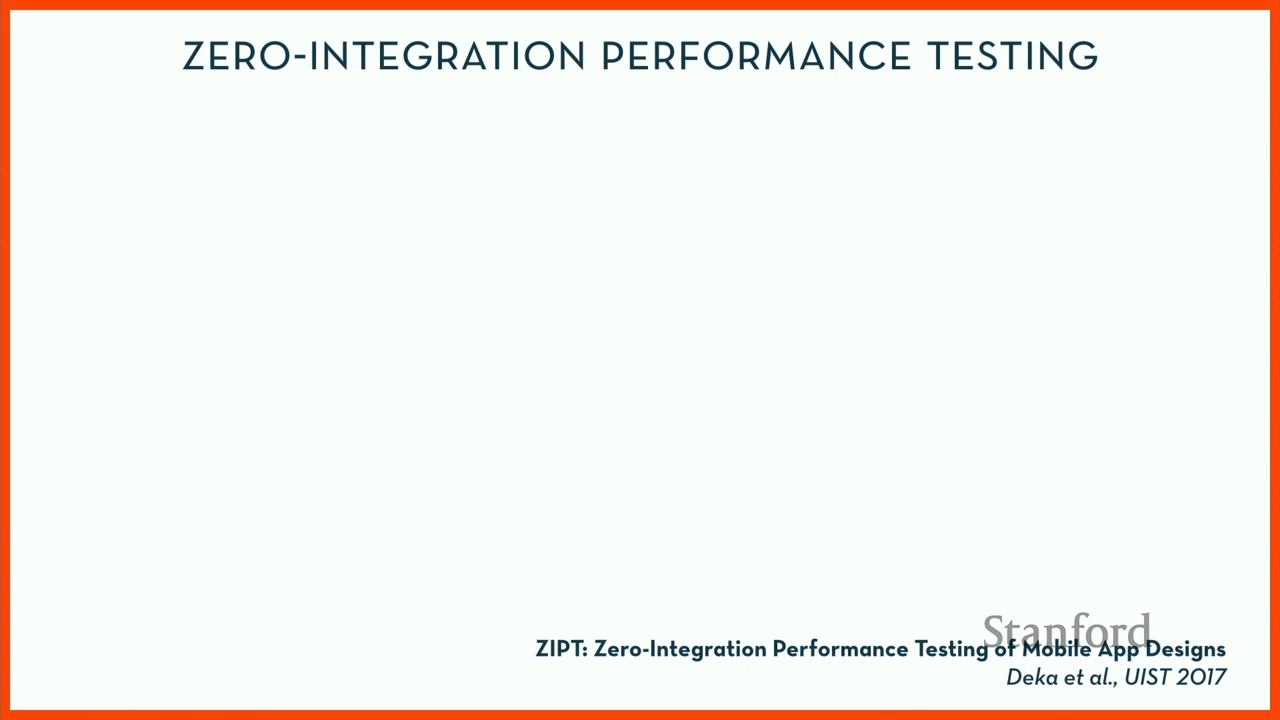 ZERO-INTEGRATION PERFORMANCE TESTING
Stanford
ZIPT: Zero-Integration Performance Testing of Mobile App Designs
Deka et al., UIST 2017